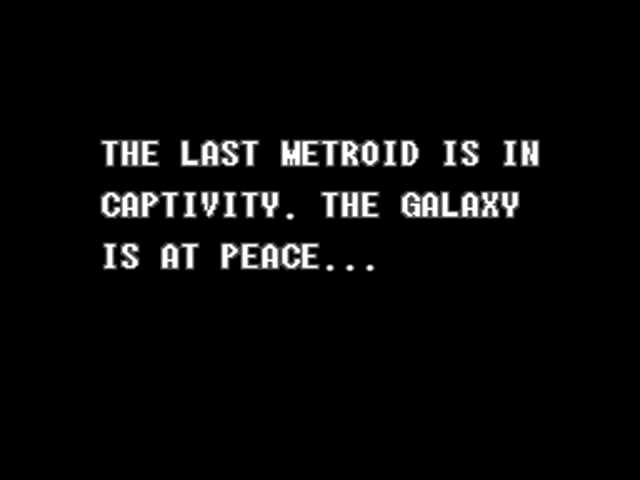 THE LAST METROID IS IN
CAPTIVITY. THE GALAXY
IS AT PEACE...